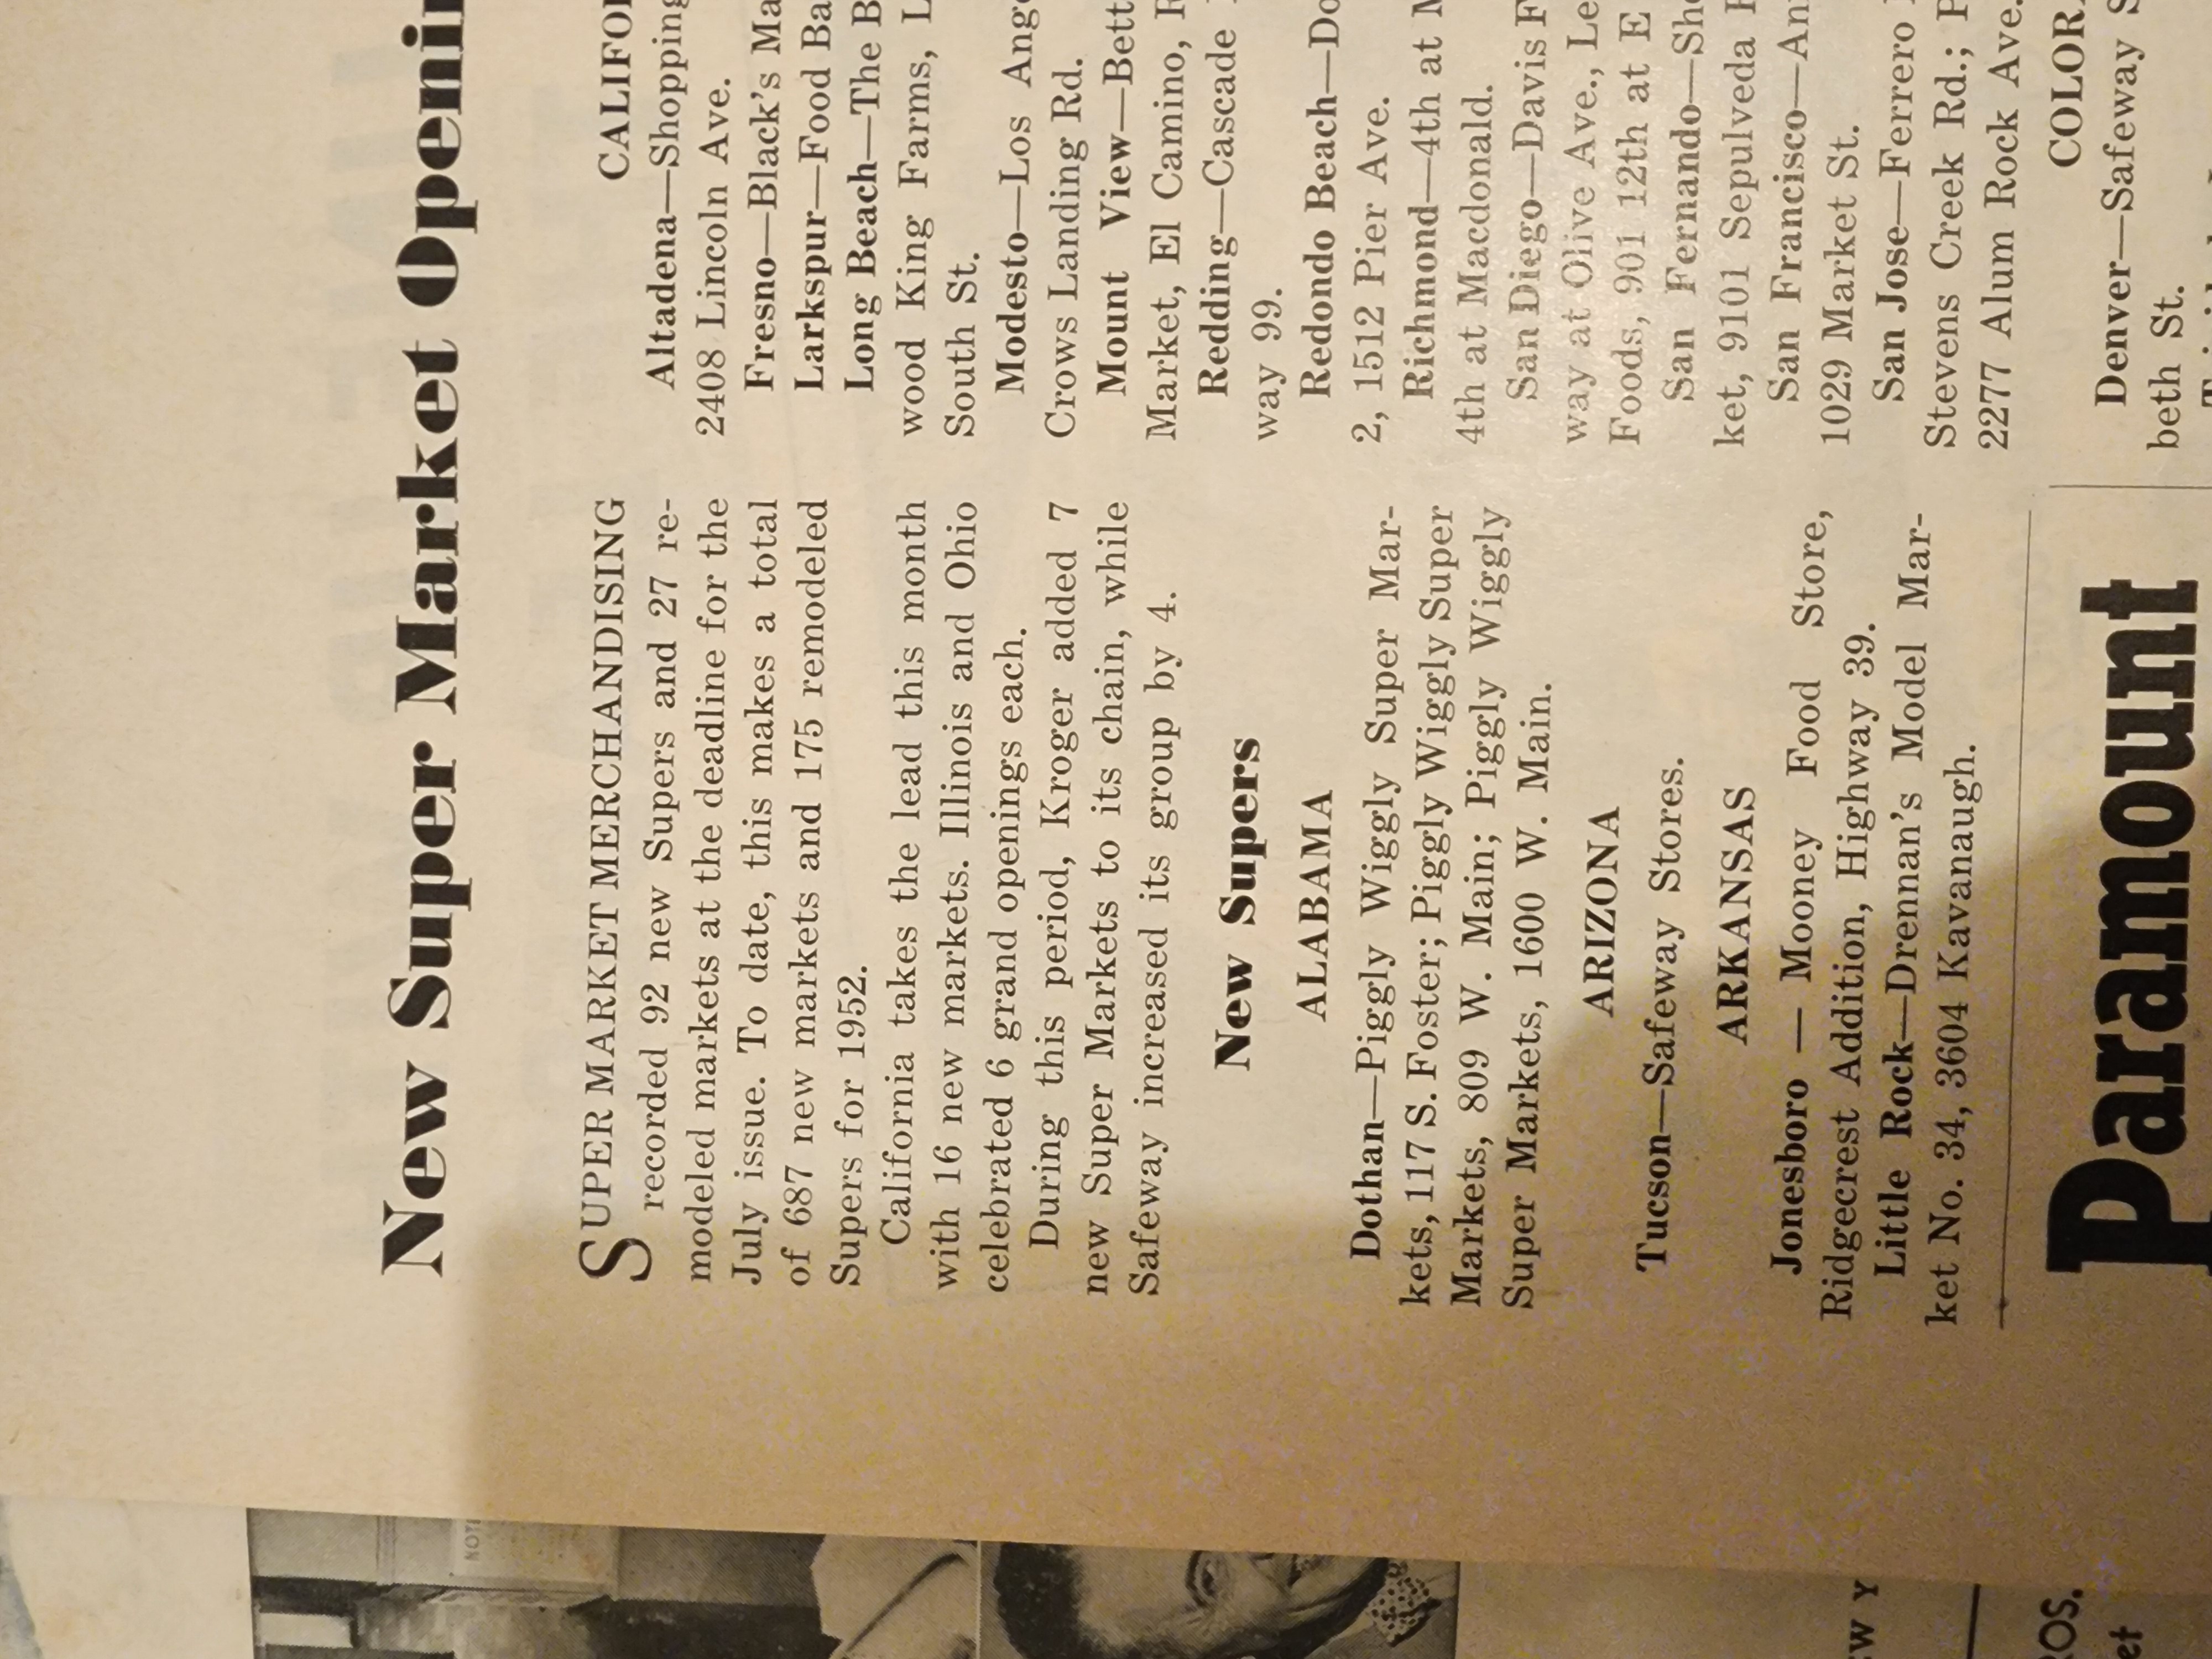 New Super Market Openin
SUPER MARKET MERCHANDISING
recorded 92 new Supers and 27 re-
modeled markets at the deadline for the
July issue. To date, this makes a total
of 687 new markets and 175 remodeled
Supers for 1952.
California takes the lead this month
with 16 new markets. Illinois and Ohio
celebrated 6 grand openings each.
During this period, Kroger added 7
new Super Markets to its chain, while
Safeway increased its group by 4.
New Supers
ALABAMA
Dothan—Piggly Wiggly Super Mar-
kets, 117 S. Foster; Piggly Wiggly Super
Markets, 809 W. Main; Piggly Wiggly
Super Markets, 1600 W. Main.
ARIZONA
Tucson—Safeway Stores.
ARKANSAS
Jonesboro — Mooney Food Store,
Ridgecrest Addition, Highway 39.
Little Rock—Drennan's Model Mar-
ket No. 34, 3604 Kavanaugh.
CALIFOR
Altadena—Shopping
2408 Lincoln Ave.
Fresno—Black's Ma
Larkspur—Food Ba
Long Beach—The B
wood King Farms, L
South St.
Modesto—Los Ange
Crows Landing Rd.
Mount View—Bett
Market, El Camino, R
Redding—Cascade
way 99.
Redondo Beach—Do
2, 1512 Pier Ave.
Richmond—4th at M
4th at Macdonald.
San Diego—Davis F
way at Olive Ave., Le
Foods, 901 12th at E
San Fernando—Sho
ket, 9101 Sepulveda
San Francisco—Ann
1029 Market St.
San Jose—Ferrero
Stevens Creek Rd.; P
2277 Alum Rock Ave.
COLOR
Denver—Safeway S
beth St.
Paramount
ROS.